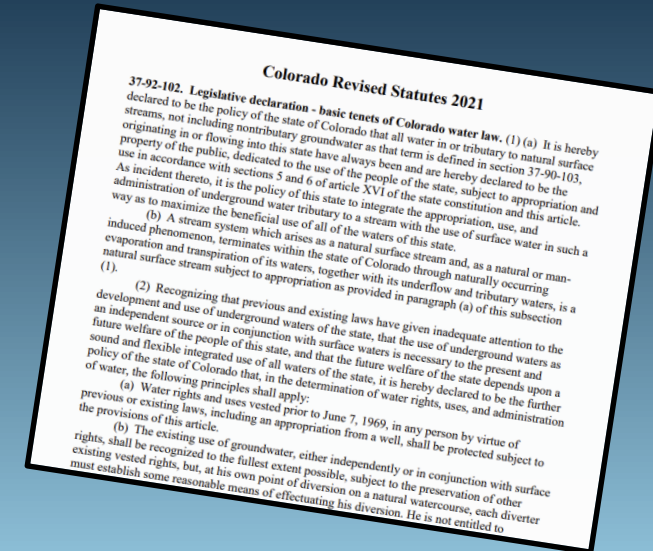 Colorado Revised Statutes 2021
37-92-102. Legislative declaration - basic tenets of Colorado water law. (1) (a) It is hereby
declared to be the policy of the state of Colorado that all water in or tributary to natural surface
streams, not including nontributary groundwater as that term is defined in section 37-90-103,
originating in or flowing into this state have always been and are hereby declared to be the
property of the public, dedicated to the use of the people of the state, subject to appropriation and
use in accordance with sections 5 and 6 of article XVI of the state constitution and this article.
As incident thereto, it is the policy of this state to integrate the appropriation, use, and
administration of underground water tributary to a stream with the use of surface water in such a
way as to maximize the beneficial use of all of the waters of this state.
(b) A stream system which arises as a natural surface stream and, as a natural or man-
induced phenomenon, terminates within the state of Colorado through naturally occurring
evaporation and transpiration of its waters, together with its underflow and tributary waters, is a
natural surface stream subject to appropriation as provided in paragraph (a) of this subsection
(1).
(2) Recognizing that previous and existing laws have given inadequate attention to the
development and use of underground waters of the state, that the use of underground waters as
an independent source or in conjunction with surface waters is necessary to the present and
future welfare of the people of this state, and that the future welfare of the state depends upon a
sound and flexible integrated use of all waters of the state, it is hereby declared to be the further
policy of the state of Colorado that, in the determination of water rights, uses, and administration
of water, the following principles shall apply:
(a) Water rights and uses vested prior to June 7, 1969, in any person by virtue of
previous or existing laws, including an appropriation from a well, shall be protected subject to
the provisions of this article.
(b) The existing use of groundwater, either independently or in conjunction with surface
rights, shall be recognized to the fullest extent possible, subject to the preservation of other
existing vested rights, but, at his own point of diversion on a natural watercourse, each diverter
must establish some reasonable means of effectuating his diversion. He is not entitled to